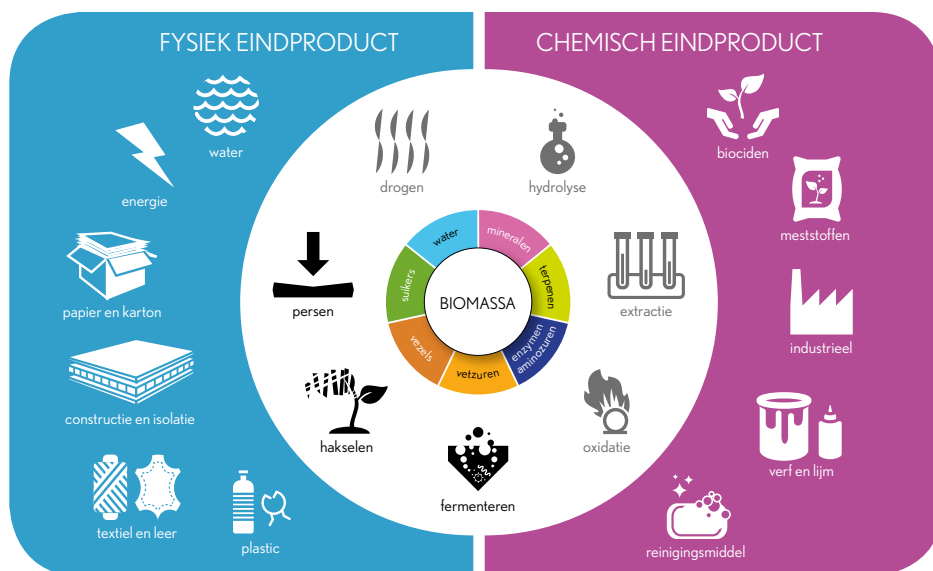 FYSIEK EINDPRODUCT
CHEMISCH EINDPRODUCT
water
energie
papier en karton
constructie en isolatie
textiel en leer
plastic
biociden
meststoffen
industrieel
verf en lijm
reinigingsmiddel
drogen
hydrolyse
persen
extractie
hakselen
oxidatie
fermenteren
water
mineralen
terpenen
enzymen
aminozuren
vetzuren
vezels
suikers
BIOMASSA